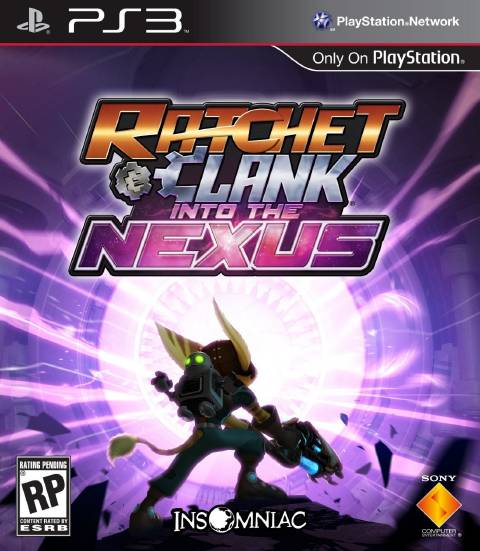 PS3
PlayStation®Network
Only On PlayStation®
RATCHET
& CLANK®
INTO THE
NEXUS
RATING PENDING
RP
CONTENT RATED BY
ESRB
INSOMNIAC
SONY
COMPUTER
ENTERTAINMENT